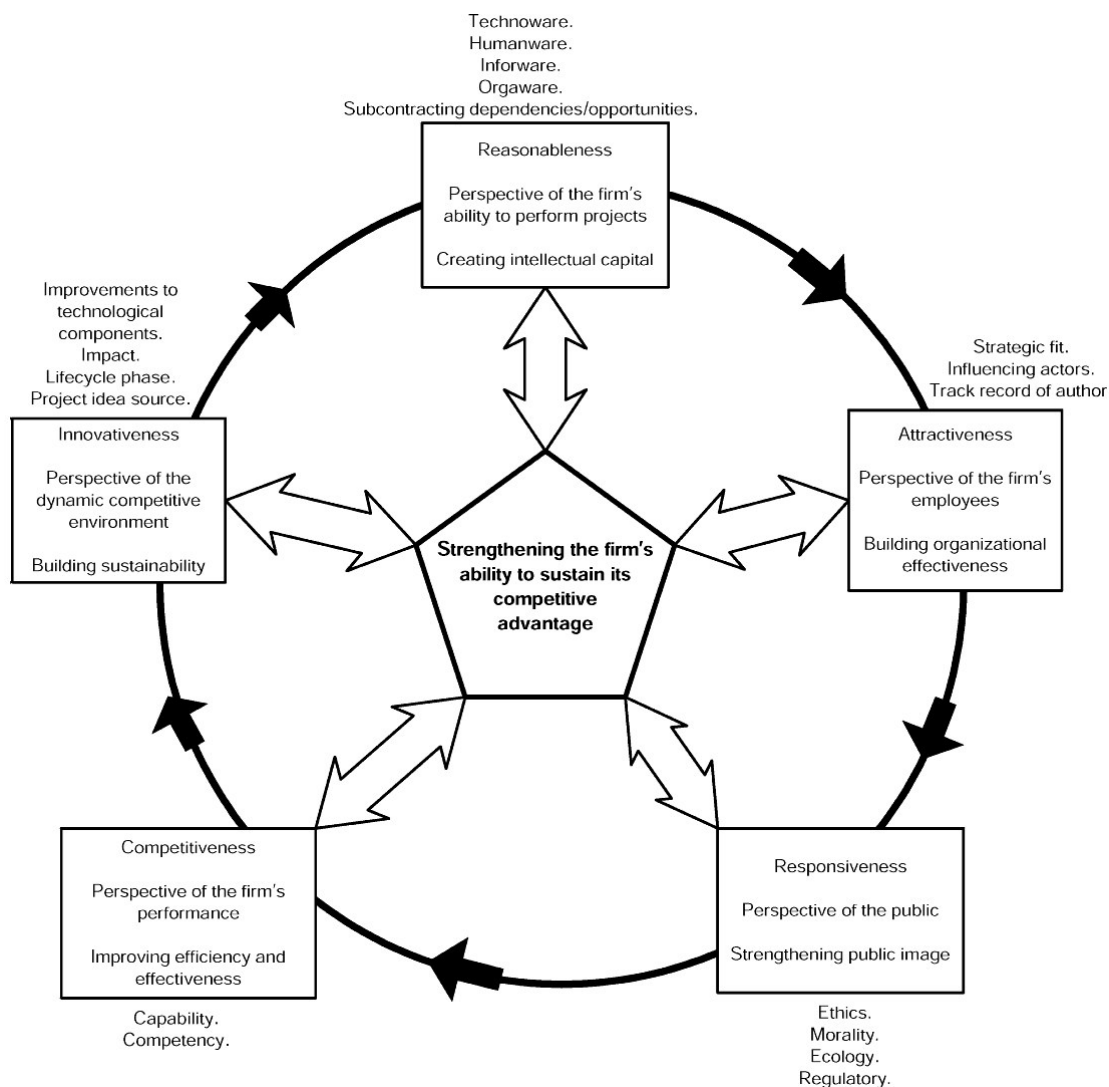 Technoware.
Humanware.
Inforware.
Orgaware.
Subcontracting dependencies/opportunities.
Reasonableness
Perspective of the firm's
ability to perform projects
Creating intellectual capital
Improvements to
technological
components.
Impact.
Lifecycle phase.
Project idea source.
Innovativeness
Perspective of the
dynamic competitive
environment
Building sustainability
Strategic fit.
Influencing actors.
Track record of author
Attractiveness
Perspective of the firm's
employees
Building organizational
effectiveness
Strengthening the firm's
ability to sustain its
competitive
advantage
Competitiveness
Perspective of the firm's
performance
Improving efficiency and
effectiveness
Capability.
Competency.
Responsiveness
Perspective of the public
Strengthening public image
Ethics.
Morality.
Ecology.
Regulatory.